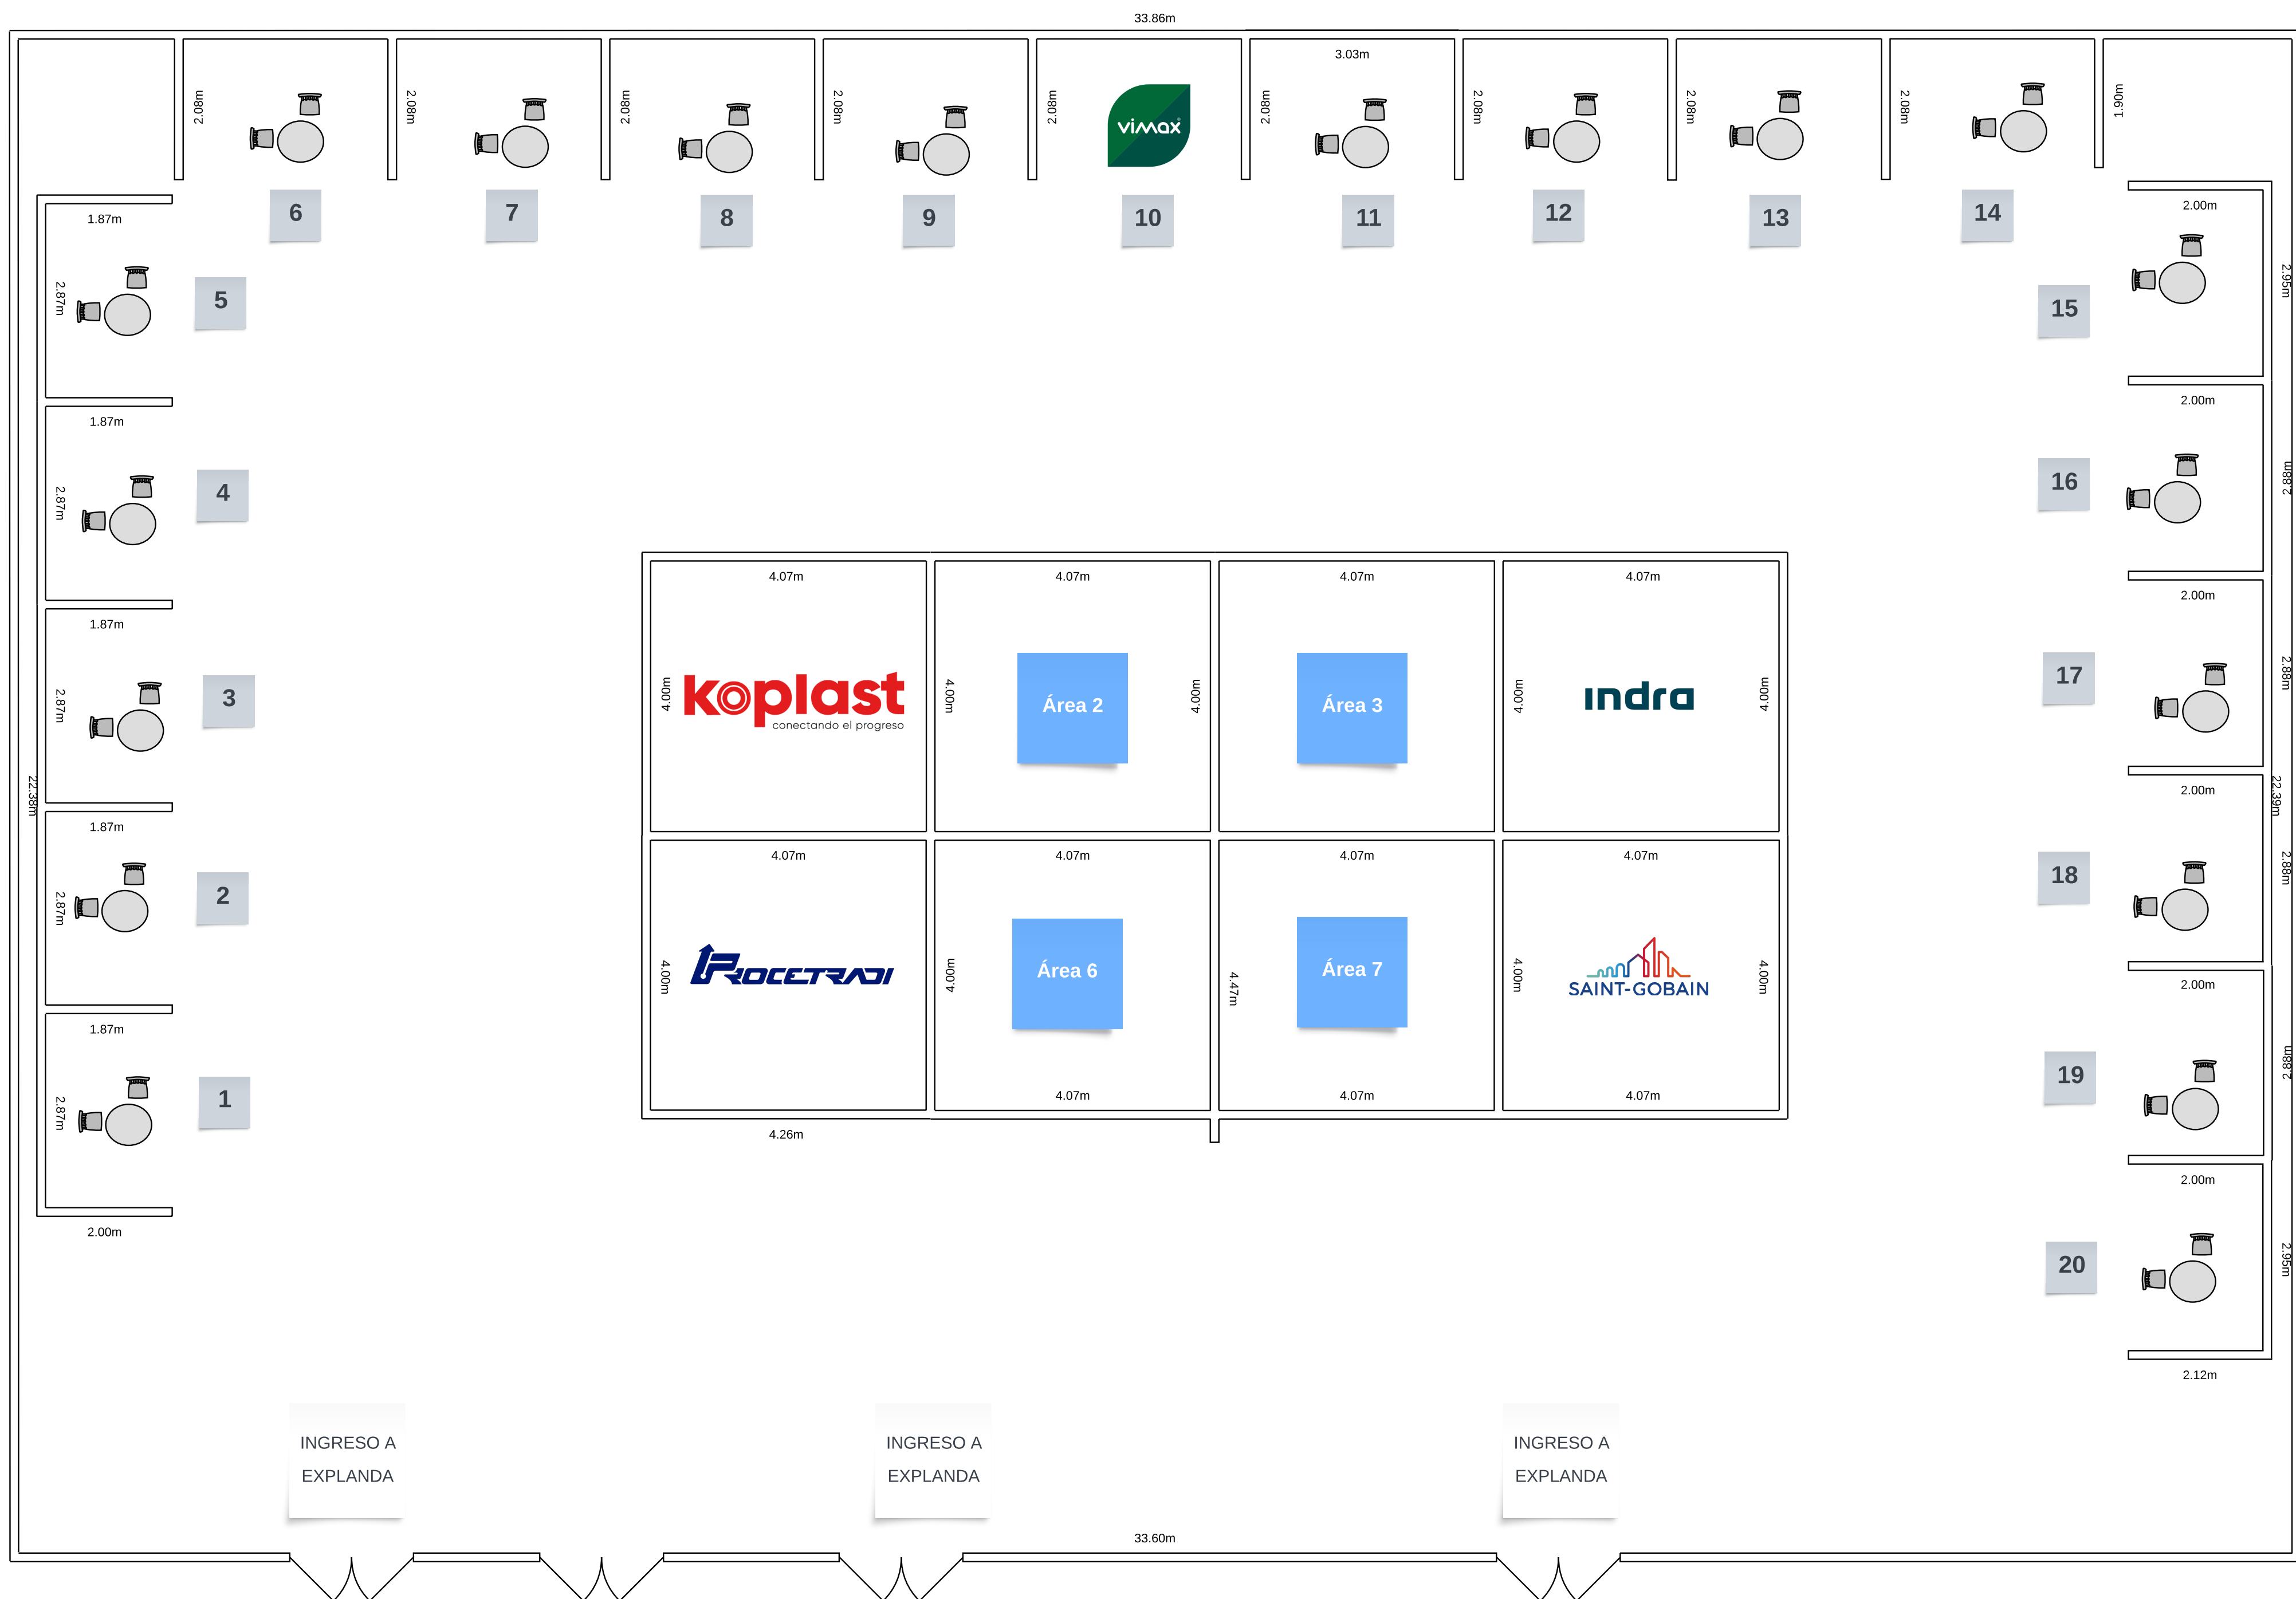 33.86m
3.03m
2.08m
2.08m
2.08m
2.08m
2.08m
2.08m
2.08m
2.08m
2.08m
1.90m
vimax
6
7
8
9
10
11
12
13
14
1.87m
2.87m
5
1.87m
2.87m
4
1.87m
2.87m
3
22.38m
1.87m
2.87m
2
1.87m
2.87m
1
2.00m
4.07m
4.07m
4.07m
4.07m
4.00m
koplast
conectando el progreso
4.00m
Área 2
4.00m
Área 3
4.00m
indra
4.00m
4.07m
4.07m
4.07m
4.07m
4.00m
PROCETRADI
4.00m
Área 6
4.47m
Área 7
4.00m
SAINT-GOBAIN
4.00m
4.07m
4.07m
4.07m
4.26m
2.00m
2.95m
15
2.00m
2.88m
16
2.00m
2.88m
17
2.00m
22.39m
2.88m
18
2.00m
2.88m
19
2.00m
2.95m
20
2.12m
INGRESO A
EXPLANDA
INGRESO A
EXPLANDA
INGRESO A
EXPLANDA
33.60m